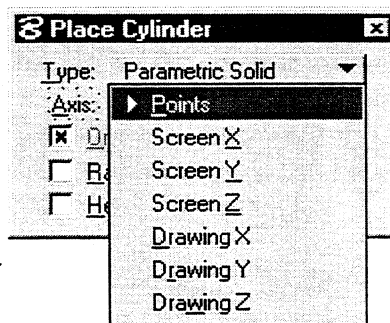 Place Cylinder
Type: Parametric Solid
Axis: Points
Screen X
Screen Y
Screen Z
Drawing X
Drawing Y
Drawing Z